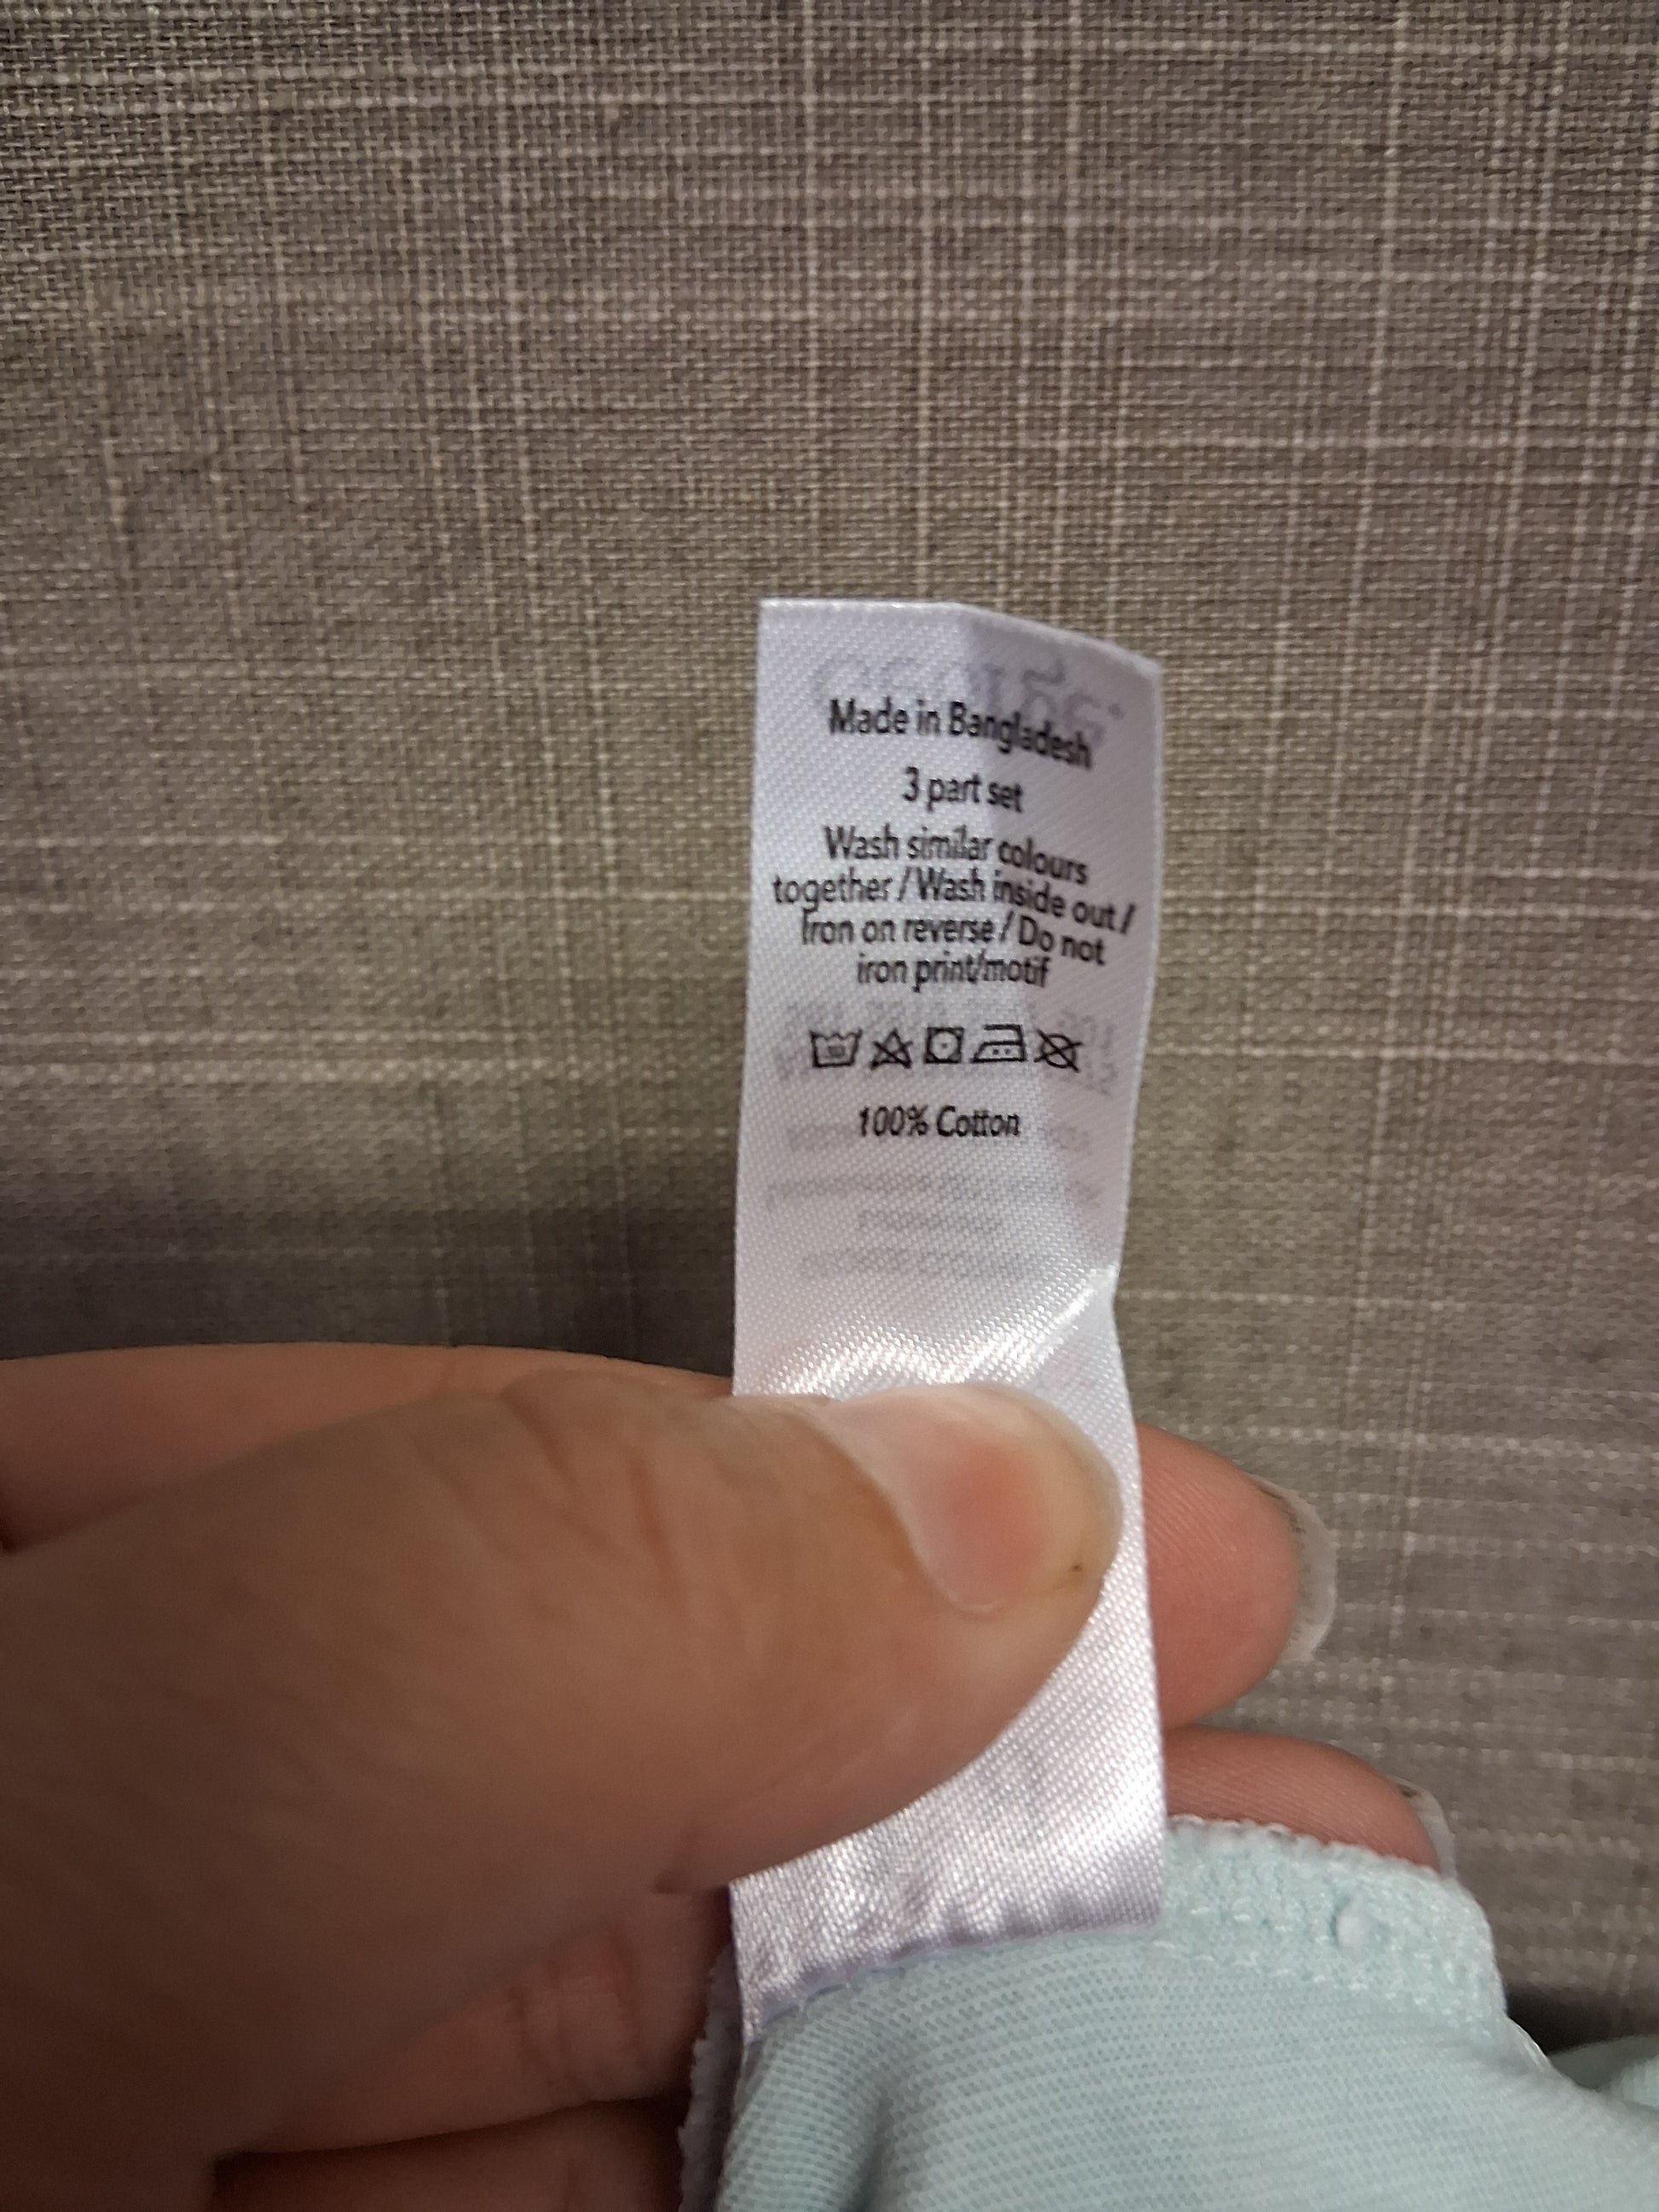 Made in Bangladesh
3 part set
Wash similar colours
together / Wash inside out /
Iron on reverse / Do not
iron print/motif
100% Cotton